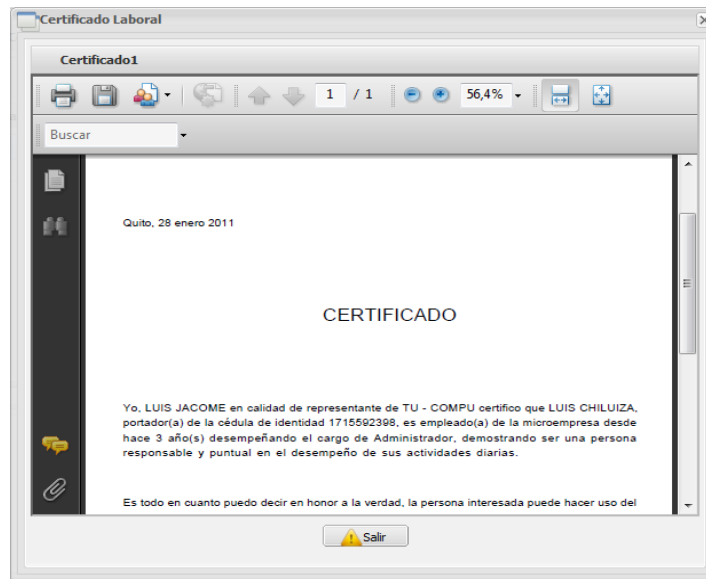 Certificado Laboral
Certificado1
1 / 1 56,4%
Buscar
Quito, 28 enero 2011
CERTIFICADO
Yo, LUIS JACOME en calidad de representante de TU - COMPU certifico que LUIS CHILUIZA,
portador(a) de la cédula de identidad 1715592398, es empleado(a) de la microempresa desde
hace 3 año(s) desempeñando el cargo de Administrador, demostrando ser una persona
responsable y puntual en el desempeño de sus actividades diarias.
Es todo en cuanto puedo decir en honor a la verdad, la persona interesada puede hacer uso del
Salir